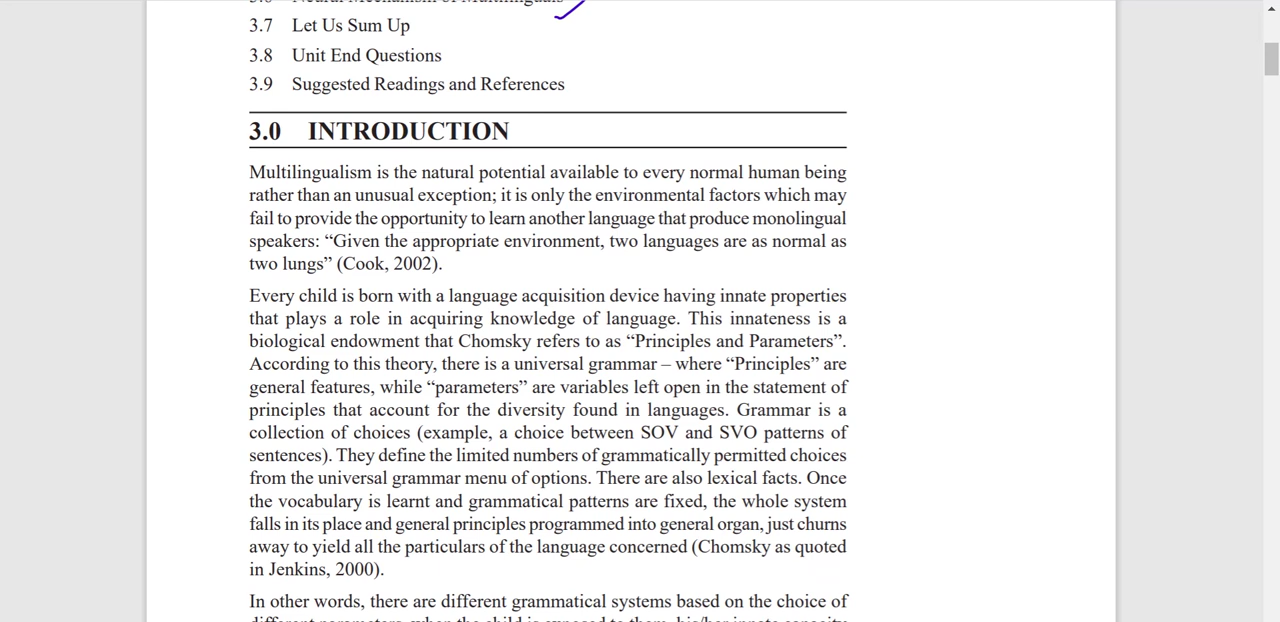 3.7 Let Us Sum Up
3.8 Unit End Questions
3.9 Suggested Readings and References
3.0 INTRODUCTION
Multilingualism is the natural potential available to every normal human being
rather than an unusual exception; it is only the environmental factors which may
fail to provide the opportunity to learn another language that produce monolingual
speakers: “Given the appropriate environment, two languages are as normal as
two lungs” (Cook, 2002).
Every child is born with a language acquisition device having innate properties
that plays a role in acquiring knowledge of language. This innateness is a
biological endowment that Chomsky refers to as “Principles and Parameters”.
According to this theory, there is a universal grammar – where “Principles” are
general features, while “parameters” are variables left open in the statement of
principles that account for the diversity found in languages. Grammar is a
collection of choices (example, a choice between SOV and SVO patterns of
sentences). They define the limited numbers of grammatically permitted choices
from the universal grammar menu of options. There are also lexical facts. Once
the vocabulary is learnt and grammatical patterns are fixed, the whole system
falls in its place and general principles programmed into general organ, just churns
away to yield all the particulars of the language concerned (Chomsky as quoted
in Jenkins, 2000).
In other words, there are different grammatical systems based on the choice of